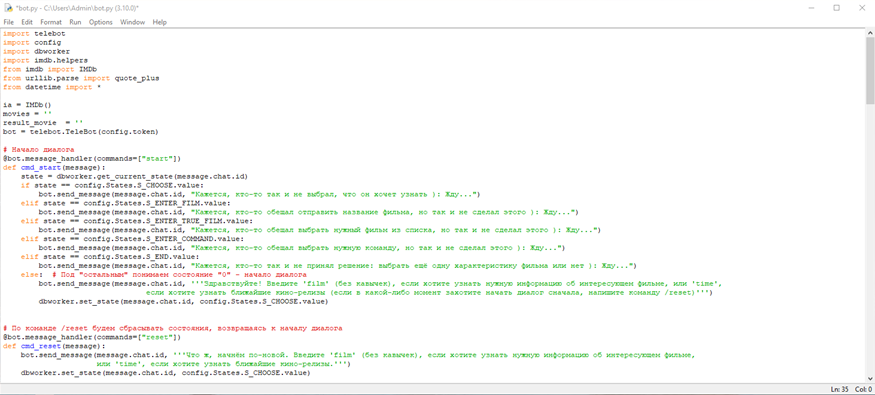 *bot.py - C:\Users\Admin\bot.py (3.10.0)*
File Edit Format Run Options Window Help
import telebot
import config
import dbworker
import imdb.helpers
from imdb import IMDb
from urllib.parse import quote_plus
from datetime import *
ia = IMDb()
movies = ''
result_movie  = ''
bot = telebot.TeleBot(config.token)
# Начало диалога
@bot.message_handler(commands=["start"])
def cmd_start(message):
    state = dbworker.get_current_state(message.chat.id)
    if state == config.States.S_CHOOSE.value:
        bot.send_message(message.chat.id, "Кажется, кто-то так и не выбрал, что он хочет узнать ): Жду...")
    elif state == config.States.S_ENTER_FILM.value:
        bot.send_message(message.chat.id, "Кажется, кто-то обещал отправить название фильма, но так и не сделал этого ): Жду...")
    elif state == config.States.S_ENTER_TRUE_FILM.value:
        bot.send_message(message.chat.id, "Кажется, кто-то обещал выбрать нужный фильм из списка, но так и не сделал этого ): Жду...")
    elif state == config.States.S_ENTER_COMMAND.value:
        bot.send_message(message.chat.id, "Кажется, кто-то обещал выбрать нужную команду, но так и не сделал этого ): Жду...")
    elif state == config.States.S_END.value:
        bot.send_message(message.chat.id, "Кажется, кто-то так и не принял решение: выбрать ещё одну характеристику фильма или нет ): Жду...")
    else:  # Под "остальным" понимаем состояние "0" - начало диалога
        bot.send_message(message.chat.id, '''Здравствуйте! Введите 'film' (без кавычек), если хотите узнать нужную информацию об интересующем фильме, или 'time',
                                если хотите узнать ближайшие кино-релизы (если в какой-либо момент захотите начать диалог сначала, напишите команду /reset)''')
        dbworker.set_state(message.chat.id, config.States.S_CHOOSE.value)
# По команде /reset будем сбрасывать состояния, возвращаясь к началу диалога
@bot.message_handler(commands=["reset"])
def cmd_reset(message):
    bot.send_message(message.chat.id, '''Что ж, начнём по-новой. Введите 'film' (без кавычек), если хотите узнать нужную информацию об интересующем фильме,
                     или 'time', если хотите узнать ближайшие кино-релизы.''')
    dbworker.set_state(message.chat.id, config.States.S_CHOOSE.value)
Ln: 35 Col: 0